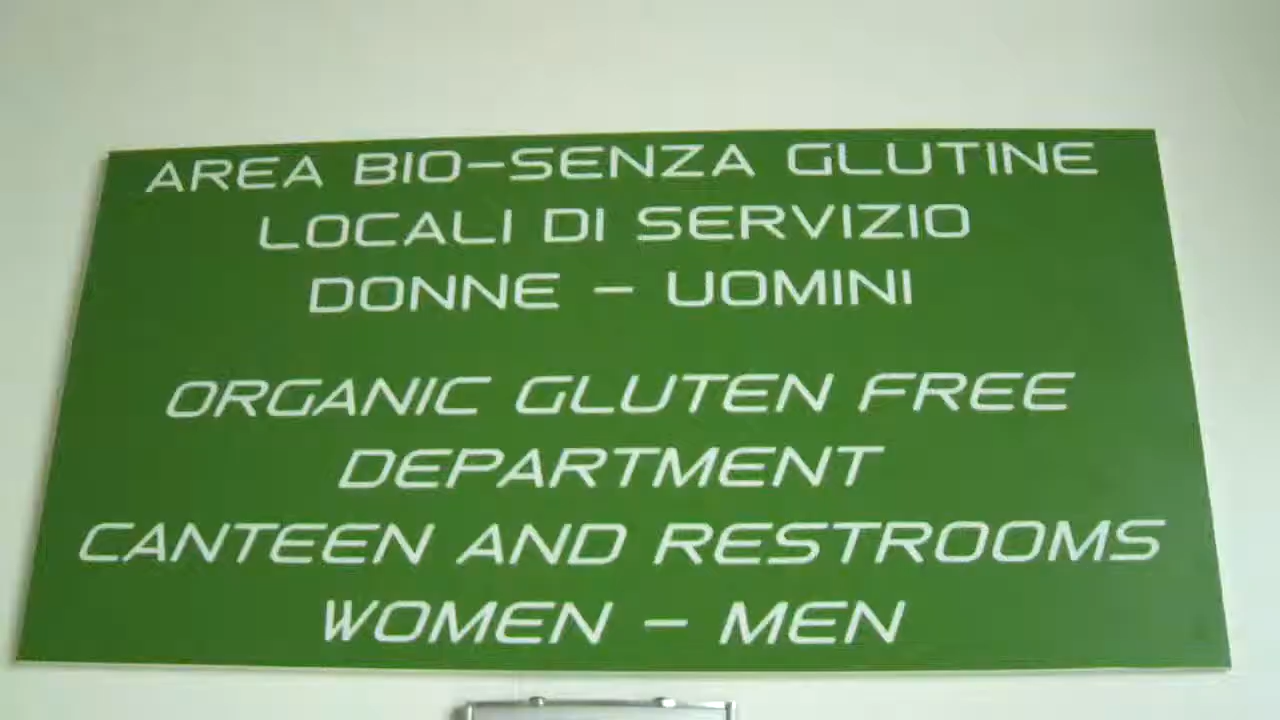 AREA BIO-SENZA GLUTINE
LOCALI DI SERVIZIO
DONNE - UOMINI
ORGANIC GLUTEN FREE
DEPARTMENT
CANTEEN AND RESTROOMS
WOMEN - MEN